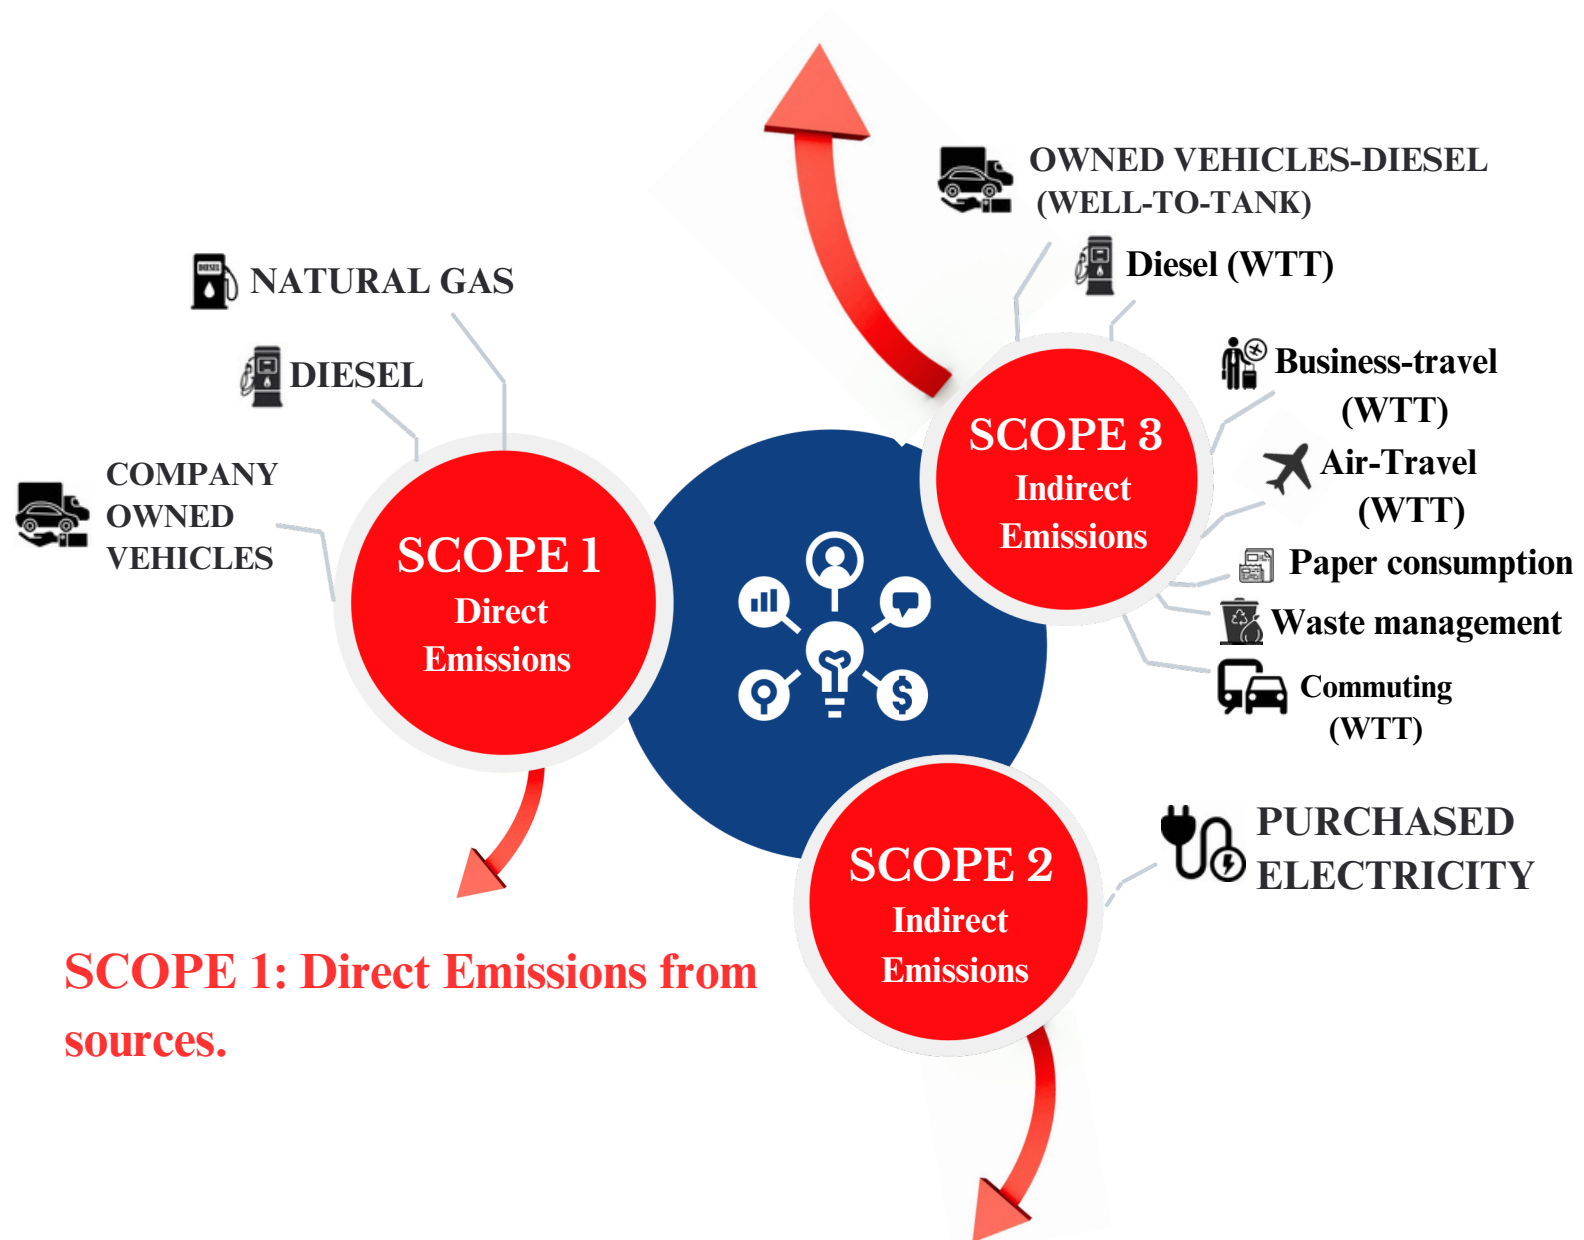 OWNED VEHICLES-DIESEL
(WELL-TO-TANK)
Diesel (WTT)
NATURAL GAS
DIESEL
COMPANY
OWNED
VEHICLES
SCOPE 1
Direct
Emissions
SCOPE 3
Indirect
Emissions
Business-travel
(WTT)
Air-Travel
(WTT)
Paper consumption
Waste management
Commuting
(WTT)
SCOPE 2
Indirect
Emissions
PURCHASED
ELECTRICITY
SCOPE 1: Direct Emissions from
sources.
DIESEL
$